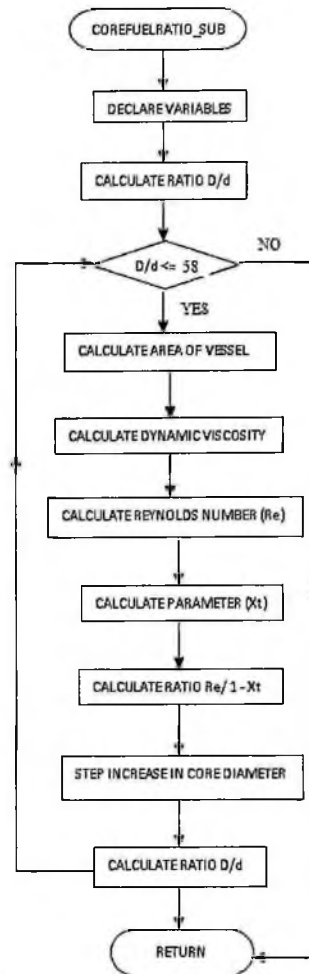 COREFUELRATIO_SUB
DECLARE VARIABLES
CALCULATE RATIO D/d
NO
D/d <= 58
YES
CALCULATE AREA OF VESSEL
CALCULATE DYNAMIC VISCOSITY
CALCULATE REYNOLDS NUMBER (Re)
CALCULATE PARAMETER (Xt)
CALCULATE RATIO Re/ 1 - Xt
STEP INCREASE IN CORE DIAMETER
CALCULATE RATIO D/d
RETURN